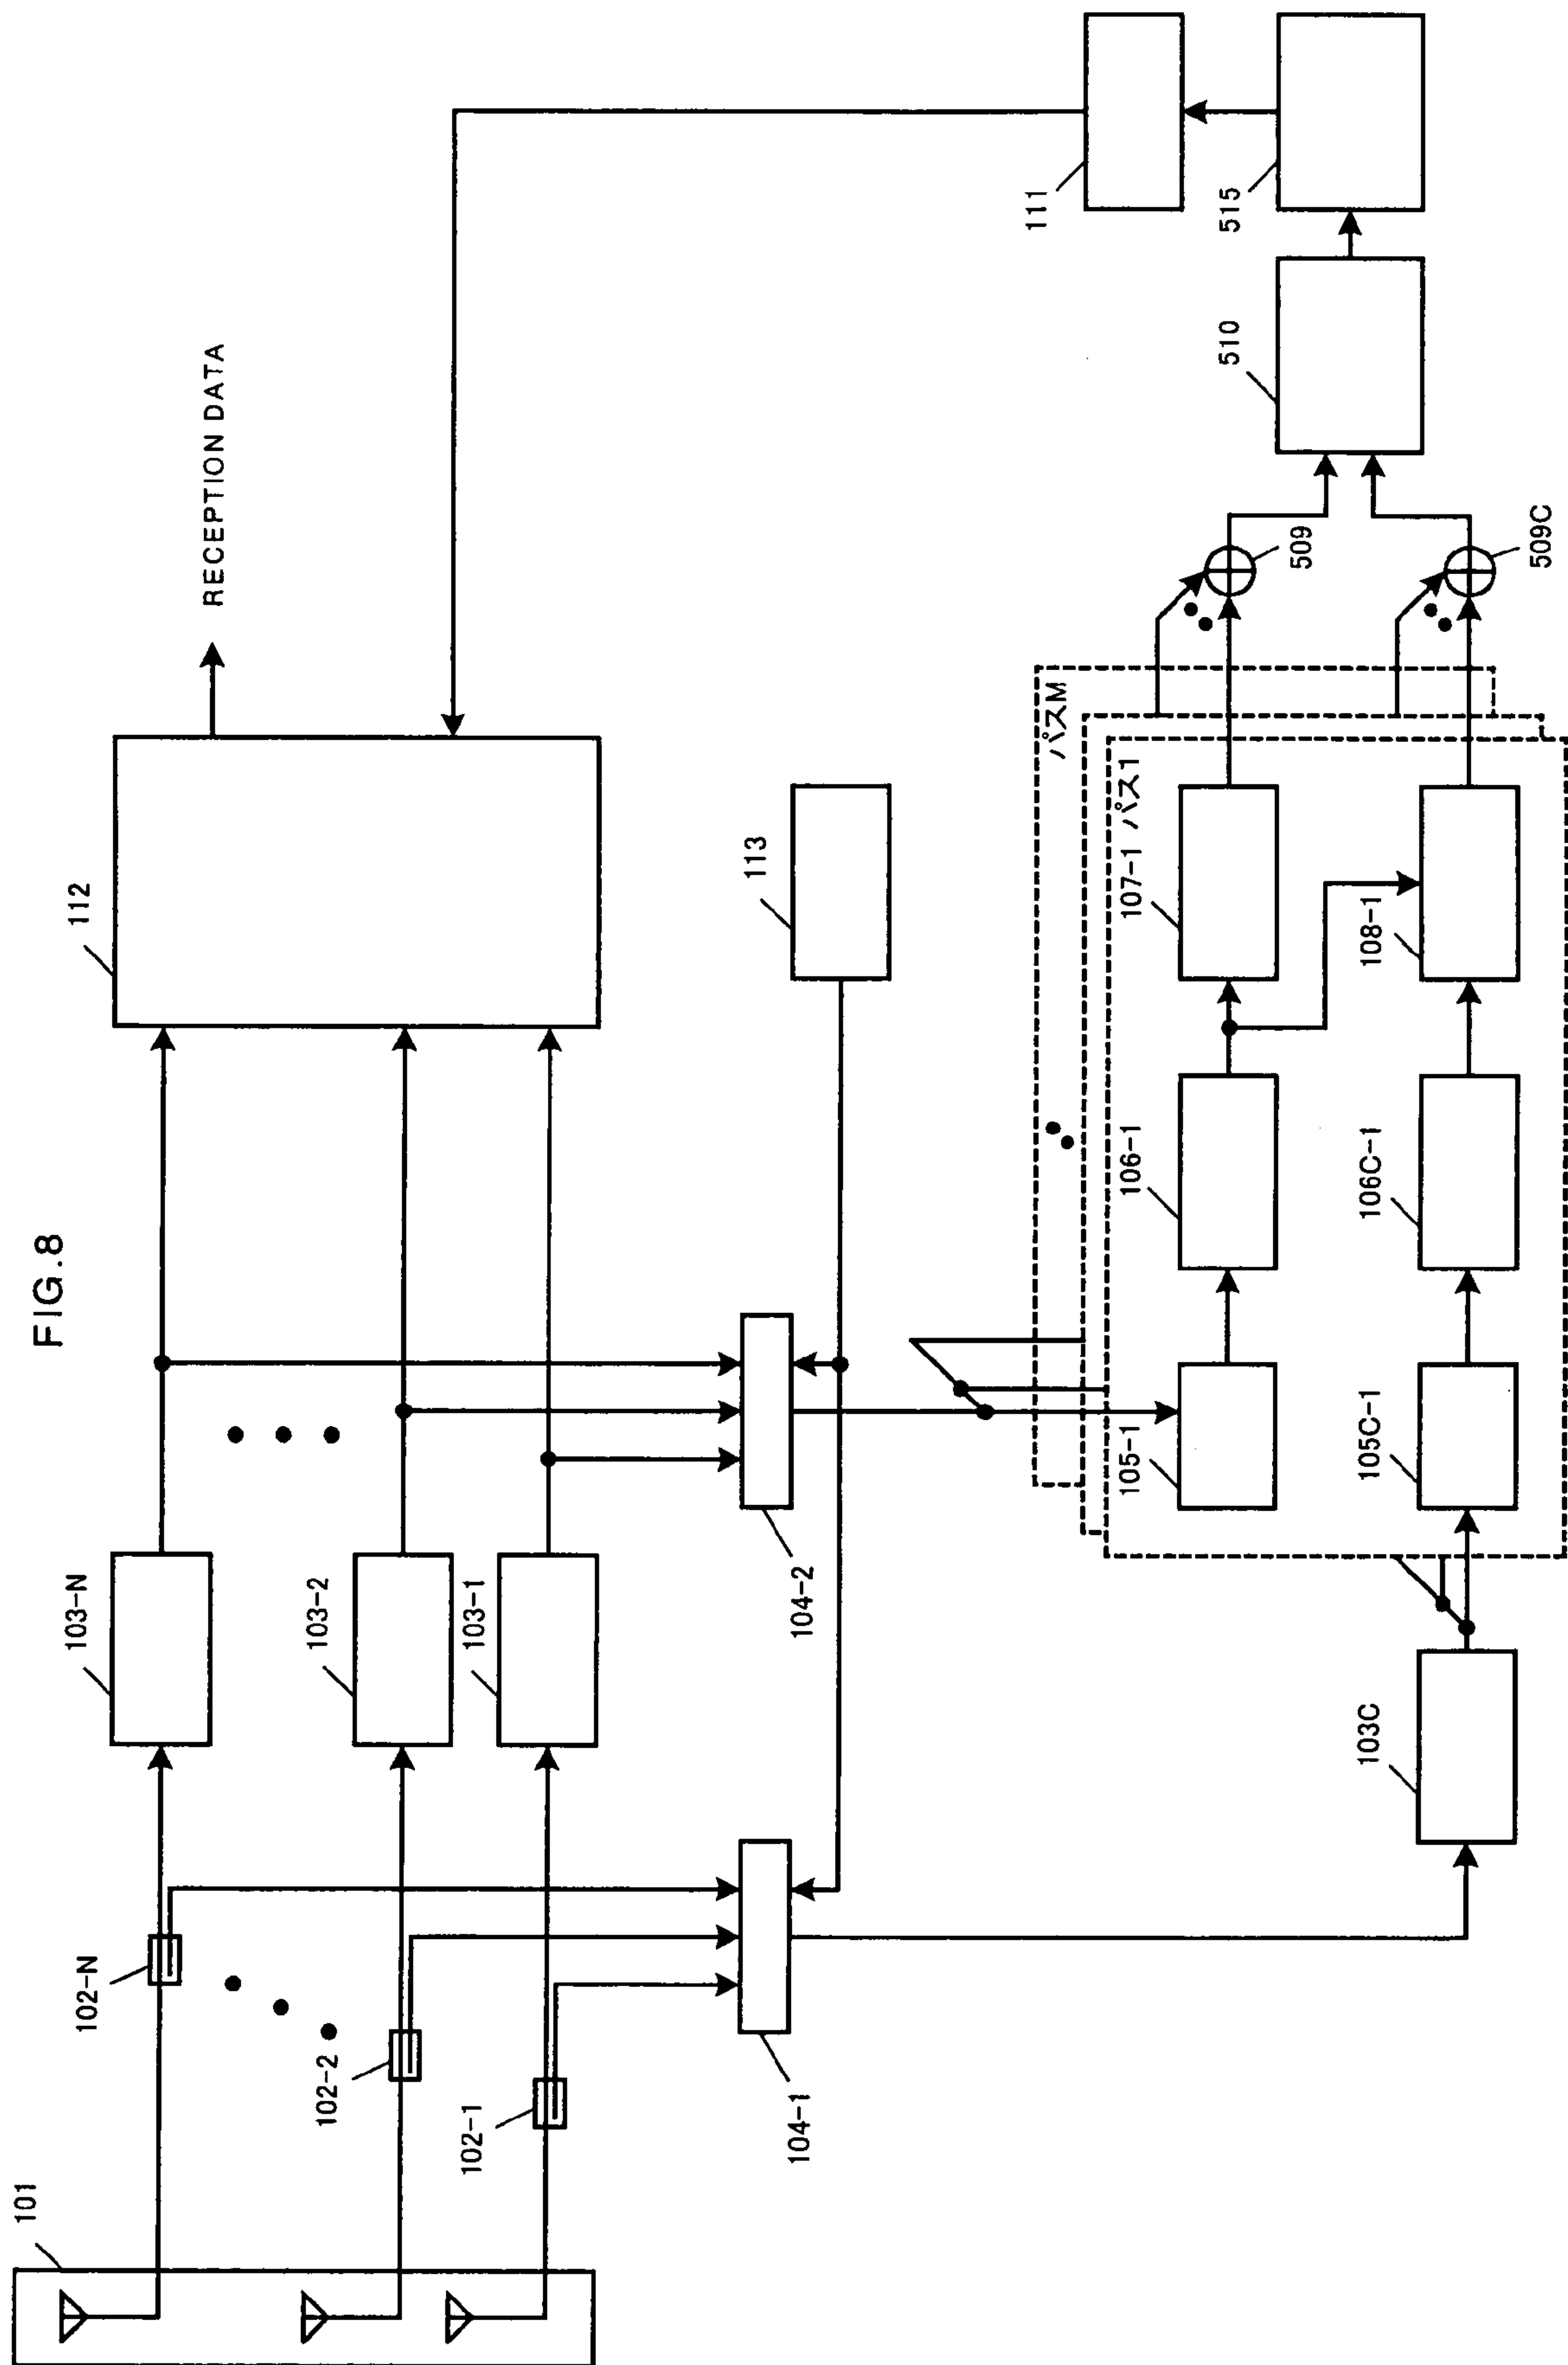 FIG.8
101
102-N
102-2
102-1
103-N
103-2
103-1
112
RECEPTION DATA
104-1
104-2
113
103C
パスM
パス1
105-1
106-1
107-1
105C-1
106C-1
108-1
509
509C
510
515
111